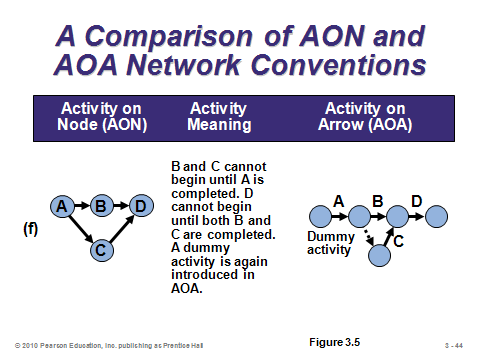 A Comparison of AON and
AOA Network Conventions
Activity on
Node (AON)
Activity
Meaning
Activity on
Arrow (AOA)
(f)
A
B
D
C
B and C cannot
begin until A is
completed. D
cannot begin
until both B and
C are completed.
A dummy
activity is again
introduced in
AOA.
A B D
Dummy
activity
C
Figure 3.5
© 2010 Pearson Education, Inc. publishing as Prentice Hall
3 - 44